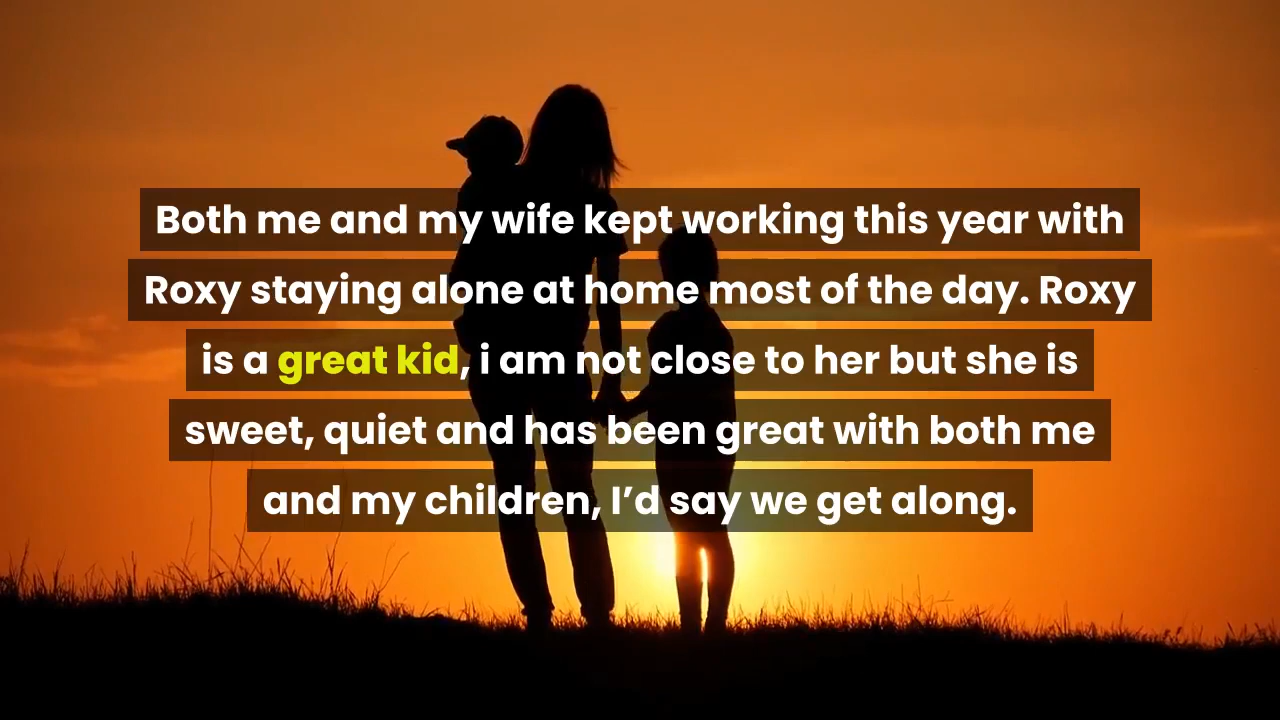 Both me and my wife kept working this year with
Roxy staying alone at home most of the day. Roxy
is a great kid, i am not close to her but she is
sweet, quiet and has been great with both me
and my children, I’d say we get along.